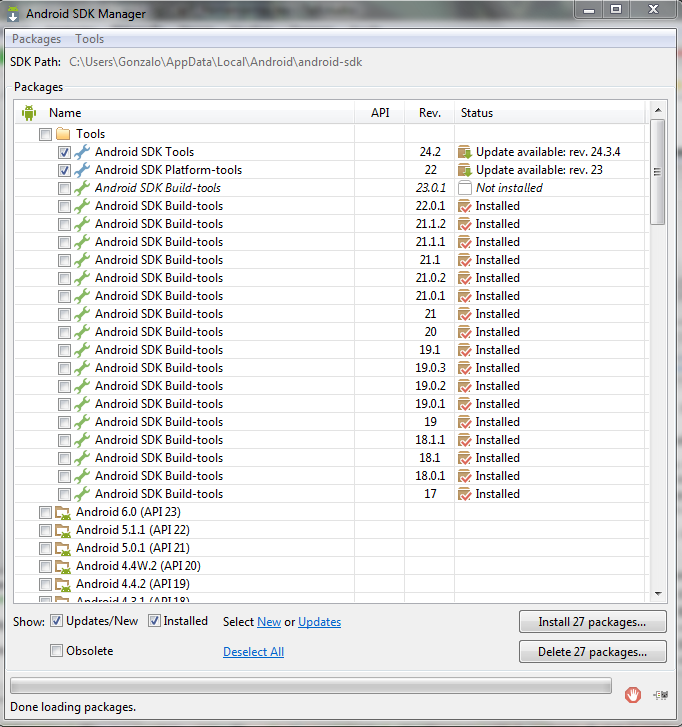 Android SDK Manager
Packages Tools
SDK Path: C:\Users\Gonzalo\AppData\Local\Android\android-sdk
Packages
Name API Rev. Status
Tools
Android SDK Tools 24.2 Update available: rev. 24.3.4
Android SDK Platform-tools 22 Update available: rev. 23
Android SDK Build-tools 23.0.1 Not installed
Android SDK Build-tools 22.0.1 Installed
Android SDK Build-tools 21.1.2 Installed
Android SDK Build-tools 21.1.1 Installed
Android SDK Build-tools 21.1 Installed
Android SDK Build-tools 21.0.2 Installed
Android SDK Build-tools 21.0.1 Installed
Android SDK Build-tools 21 Installed
Android SDK Build-tools 20 Installed
Android SDK Build-tools 19.1 Installed
Android SDK Build-tools 19.0.3 Installed
Android SDK Build-tools 19.0.2 Installed
Android SDK Build-tools 19.0.1 Installed
Android SDK Build-tools 19 Installed
Android SDK Build-tools 18.1.1 Installed
Android SDK Build-tools 18.1 Installed
Android SDK Build-tools 18.0.1 Installed
Android SDK Build-tools 17 Installed
Android 6.0 (API 23)
Android 5.1.1 (API 22)
Android 5.0.1 (API 21)
Android 4.4W.2 (API 20)
Android 4.4.2 (API 19)
Android 4.3.1 (API 18)
Show: Updates/New Installed Select New or Updates Install 27 packages...
Obsolete Deselect All Delete 27 packages...
Done loading packages.